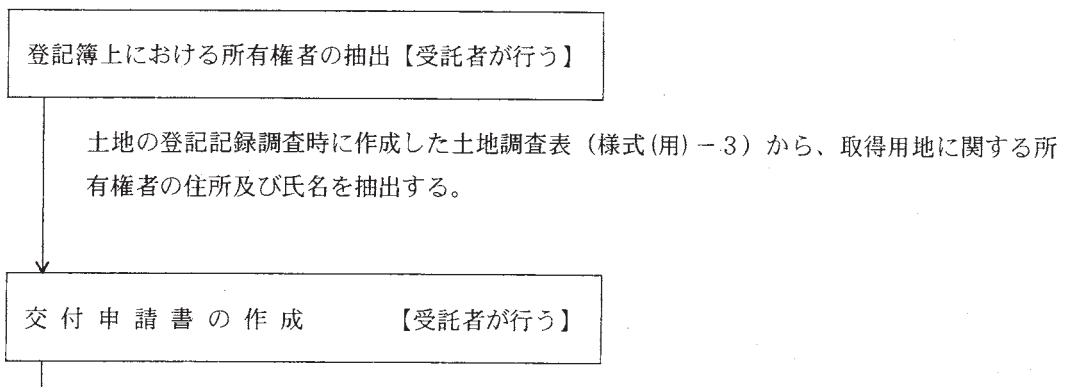 登記簿上における所有権者の抽出【受託者が行う】
土地の登記記録調査時に作成した土地調査表（様式(用)－3）から、取得用地に関する所
有権者の住所及び氏名を抽出する。
交付申請書の作成　【受託者が行う】